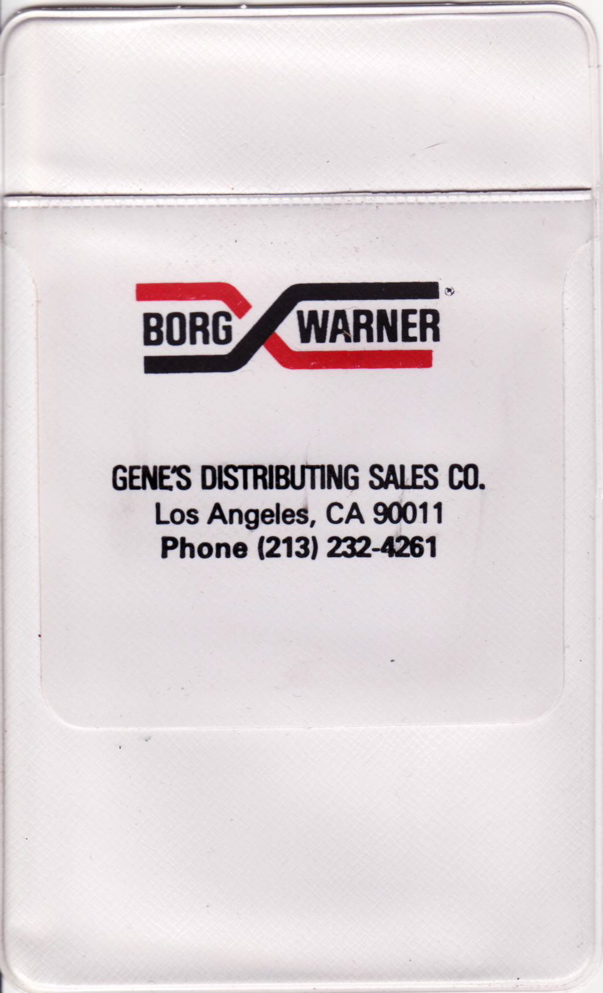 BORG WARNER®
GENE'S DISTRIBUTING SALES CO.
Los Angeles, CA 90011
Phone (213) 232-4261